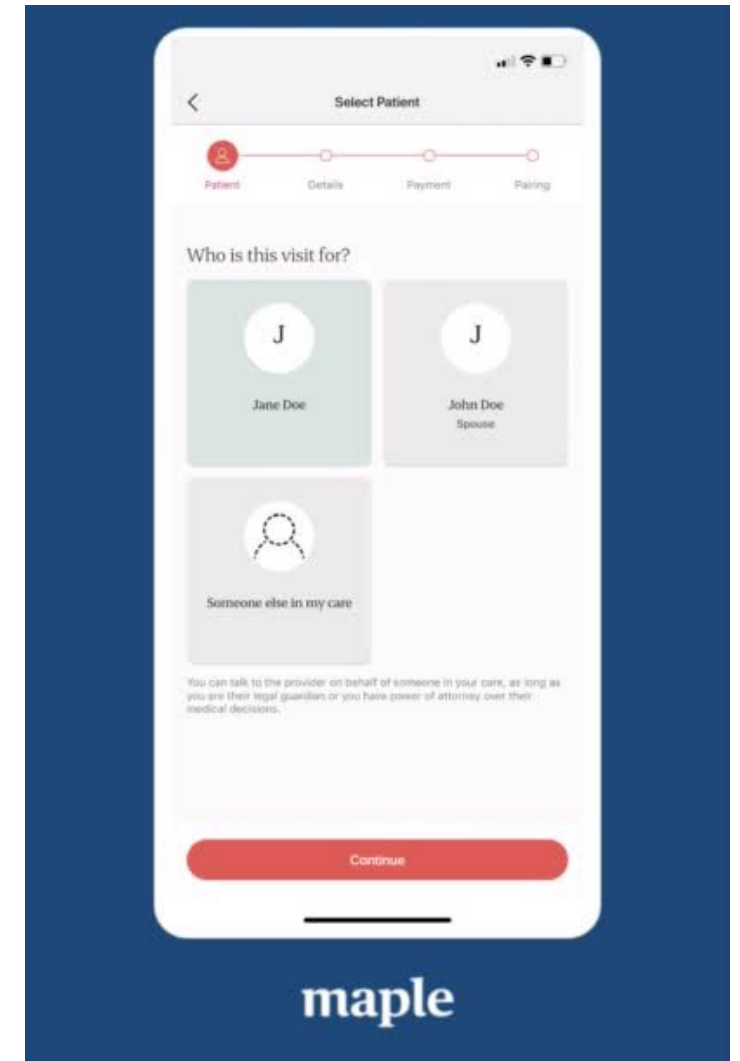 Select Patient
Patient
Details
Payment
Pairing
Who is this visit for?
J
Jane Doe
J
John Doe
Spouse
Someone else in my care
You can talk to the provider on behalf of someone in your care, as long as
you are their legal guardian or you have power of attorney over their
medical decisions.
Continue
maple